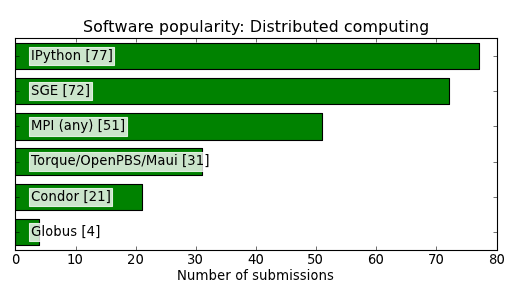 Software popularity: Distributed computing
IPython [77]
SGE [72]
MPI (any) [51]
Torque/OpenPBS/Maui [31]
Condor [21]
Globus [4]
0 10 20 30 40 50 60 70 80
Number of submissions